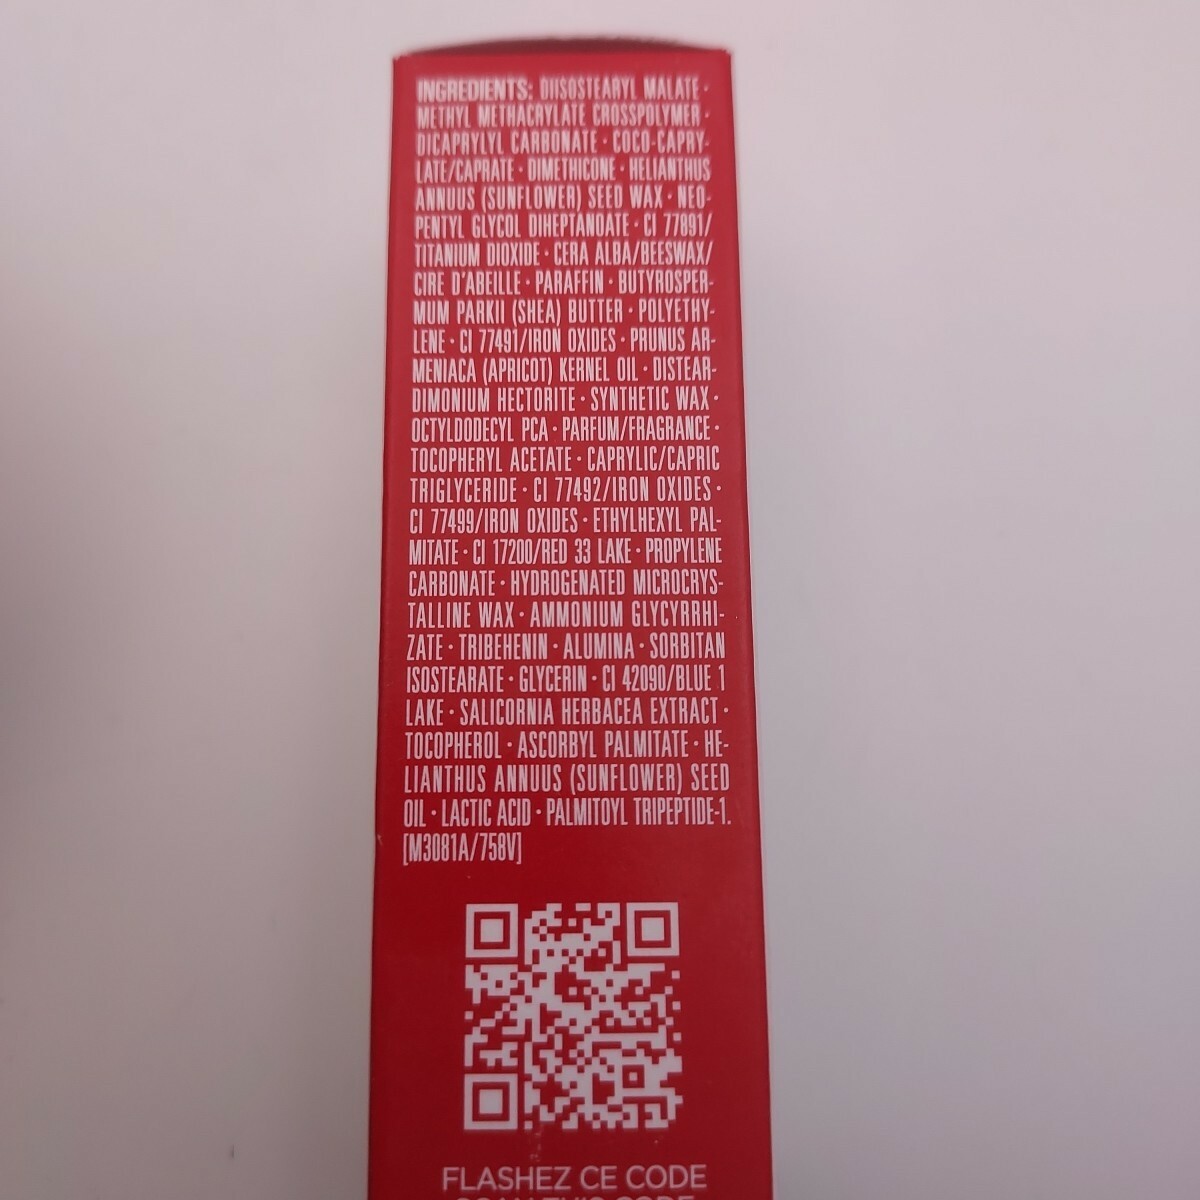 INGREDIENTS: DIISOSTEARYL MALATE ·
METHYL METHACRYLATE CROSSPOLYMER ·
DICAPRYLYL CARBONATE · COCO-CAPRY-
LATE/CAPRATE · DIMETHICONE · HELIANTHUS
ANNUUS (SUNFLOWER) SEED WAX · NEO-
PENTYL GLYCOL DIHEPTANOATE · CI 77891/
TITANIUM DIOXIDE · CERA ALBA/BEESWAX/
CIRE D'ABEILLE · PARAFFIN · BUTYROSPER-
MUM PARKII (SHEA) BUTTER · POLYETHY-
LENE · CI 77491/IRON OXIDES · PRUNUS AR-
MENIACA (APRICOT) KERNEL OIL · DISTEAR-
DIMONIUM HECTORITE · SYNTHETIC WAX ·
OCTYLDODECYL PCA · PARFUM/FRAGRANCE ·
TOCOPHERYL ACETATE · CAPRYLIC/CAPRIC
TRIGLYCERIDE · CI 77492/IRON OXIDES ·
CI 77499/IRON OXIDES · ETHYLHEXYL PAL-
MITATE · CI 17200/RED 33 LAKE · PROPYLENE
CARBONATE · HYDROGENATED MICROCRYS-
TALLINE WAX · AMMONIUM GLYCYRRHI-
ZATE · TRIBEHENIN · ALUMINA · SORBITAN
ISOSTEARATE · GLYCERIN · CI 42090/BLUE 1
LAKE · SALICORNIA HERBACEA EXTRACT ·
TOCOPHEROL · ASCORBYL PALMITATE · HE-
LIANTHUS ANNUUS (SUNFLOWER) SEED
OIL · LACTIC ACID · PALMITOYL TRIPEPTIDE-1.
[M3081A/758V]
FLASHEZ CE CODE
SCAN THIS CODE